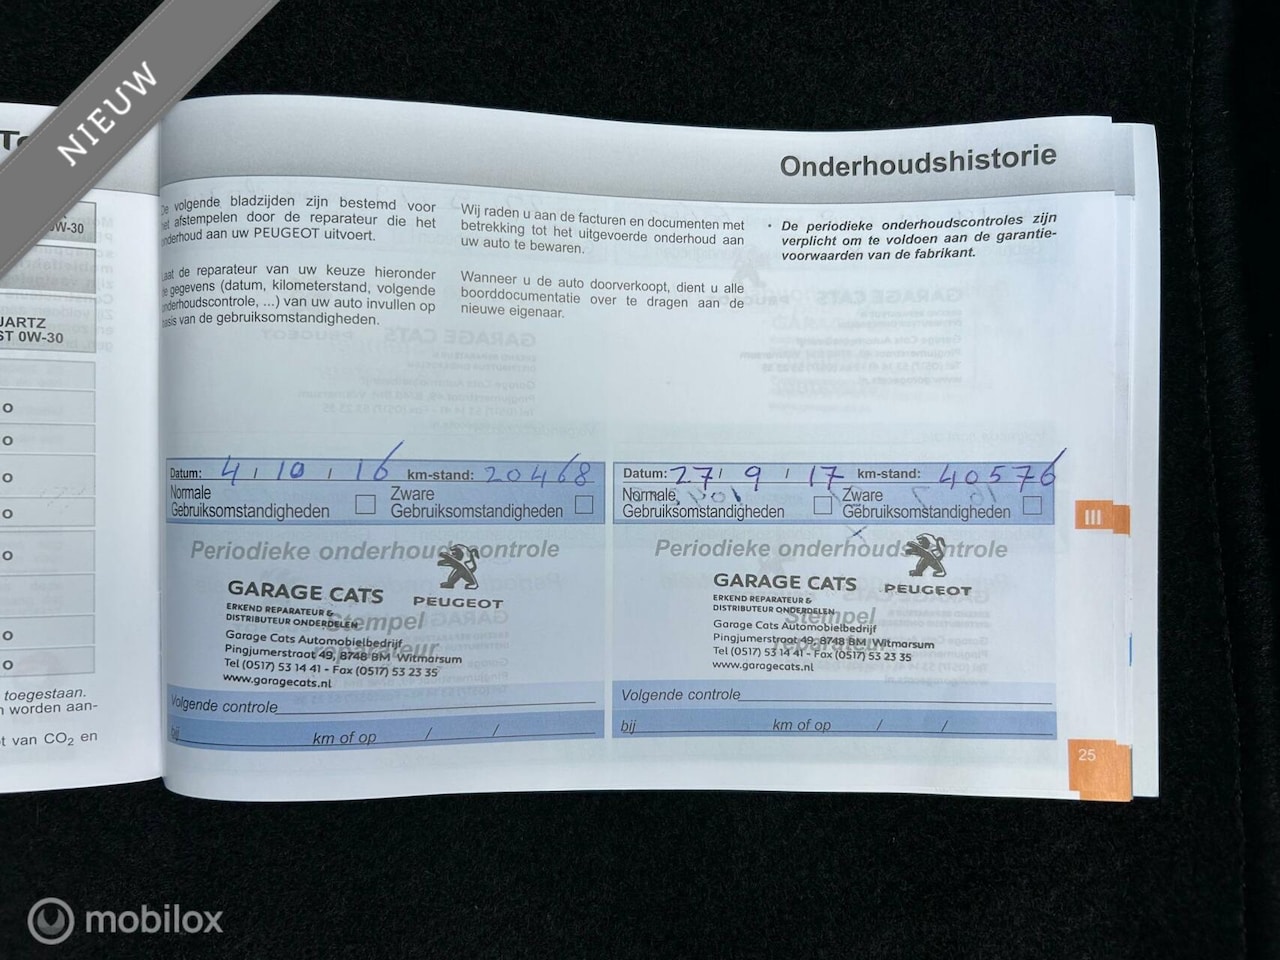 NIEUW
0W-30
UARTZ
ST 0W-30
o
o
o
o
o
o
o
toegestaan.
n worden aan-
t van CO2 en
Onderhoudshistorie
volgende bladzijden zijn bestemd voor
afstempelen door de reparateur die het
onderhoud aan uw PEUGEOT uitvoert.
de reparateur van uw keuze hieronder
gegevens (datum, kilometerstand, volgende
onderhoudscontrole, ...) van uw auto invullen op
basis van de gebruiksomstandigheden.
Wij raden u aan de facturen en documenten met
betrekking tot het uitgevoerde onderhoud aan
uw auto te bewaren.
Wanneer u de auto doorverkoopt, dient u alle
boorddocumentatie over te dragen aan de
nieuwe eigenaar.
• De periodieke onderhoudscontroles zijn
verplicht om te voldoen aan de garantie-
voorwaarden van de fabrikant.
Datum: 4 / 10 / 16 km-stand: 20468
Normale
Gebruiksomstandigheden
Zware
Gebruiksomstandigheden
Periodieke onderhoudscontrole
Stempel
reparateur
GARAGE CATS
PEUGEOT
ERKEND REPARATEUR &
DISTRIBUTEUR ONDERDELEN
Garage Cats Automobielbedrijf
Pingjumerstraat 49, 8748 BM Witmarsum
Tel (0517) 53 14 41 - Fax (0517) 53 23 35
www.garagecats.nl
Volgende controle
bij km of op / /
Datum: 27 / 9 / 17 km-stand: 40576
Normale
Gebruiksomstandigheden
Zware
Gebruiksomstandigheden
Periodieke onderhoudscontrole
Stempel
reparateur
GARAGE CATS
PEUGEOT
ERKEND REPARATEUR &
DISTRIBUTEUR ONDERDELEN
Garage Cats Automobielbedrijf
Pingjumerstraat 49, 8748 BM Witmarsum
Tel (0517) 53 14 41 - Fax (0517) 53 23 35
www.garagecats.nl
Volgende controle
bij km of op / /
III
25
mobilox